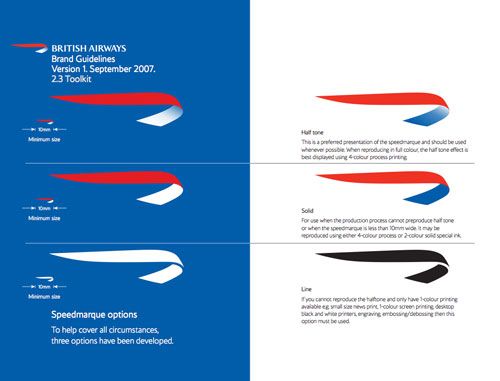 BRITISH AIRWAYS
Brand Guidelines
Version 1. September 2007.
2.3 Toolkit
10mm
Minimum size
Half tone
This is a preferred presentation of the speedmarque and should be used
whenever possible. When reproducing in full colour, the half tone effect is
best displayed using 4-colour process printing.
10mm
Minimum size
Solid
For use when the production process cannot preproduce half tone
or when the speedmarque is less than 10mm wide. It may be
reproduced using either 4-colour process or 2-colour solid special ink.
10mm
Minimum size
Line
If you cannot reproduce the halftone and only have 1-colour printing
available e.g. small size news print, 1-colour screen printing, desktop
black and white printers, engraving, embossing/debossing then this
option must be used.
Speedmarque options
To help cover all circumstances,
three options have been developed.